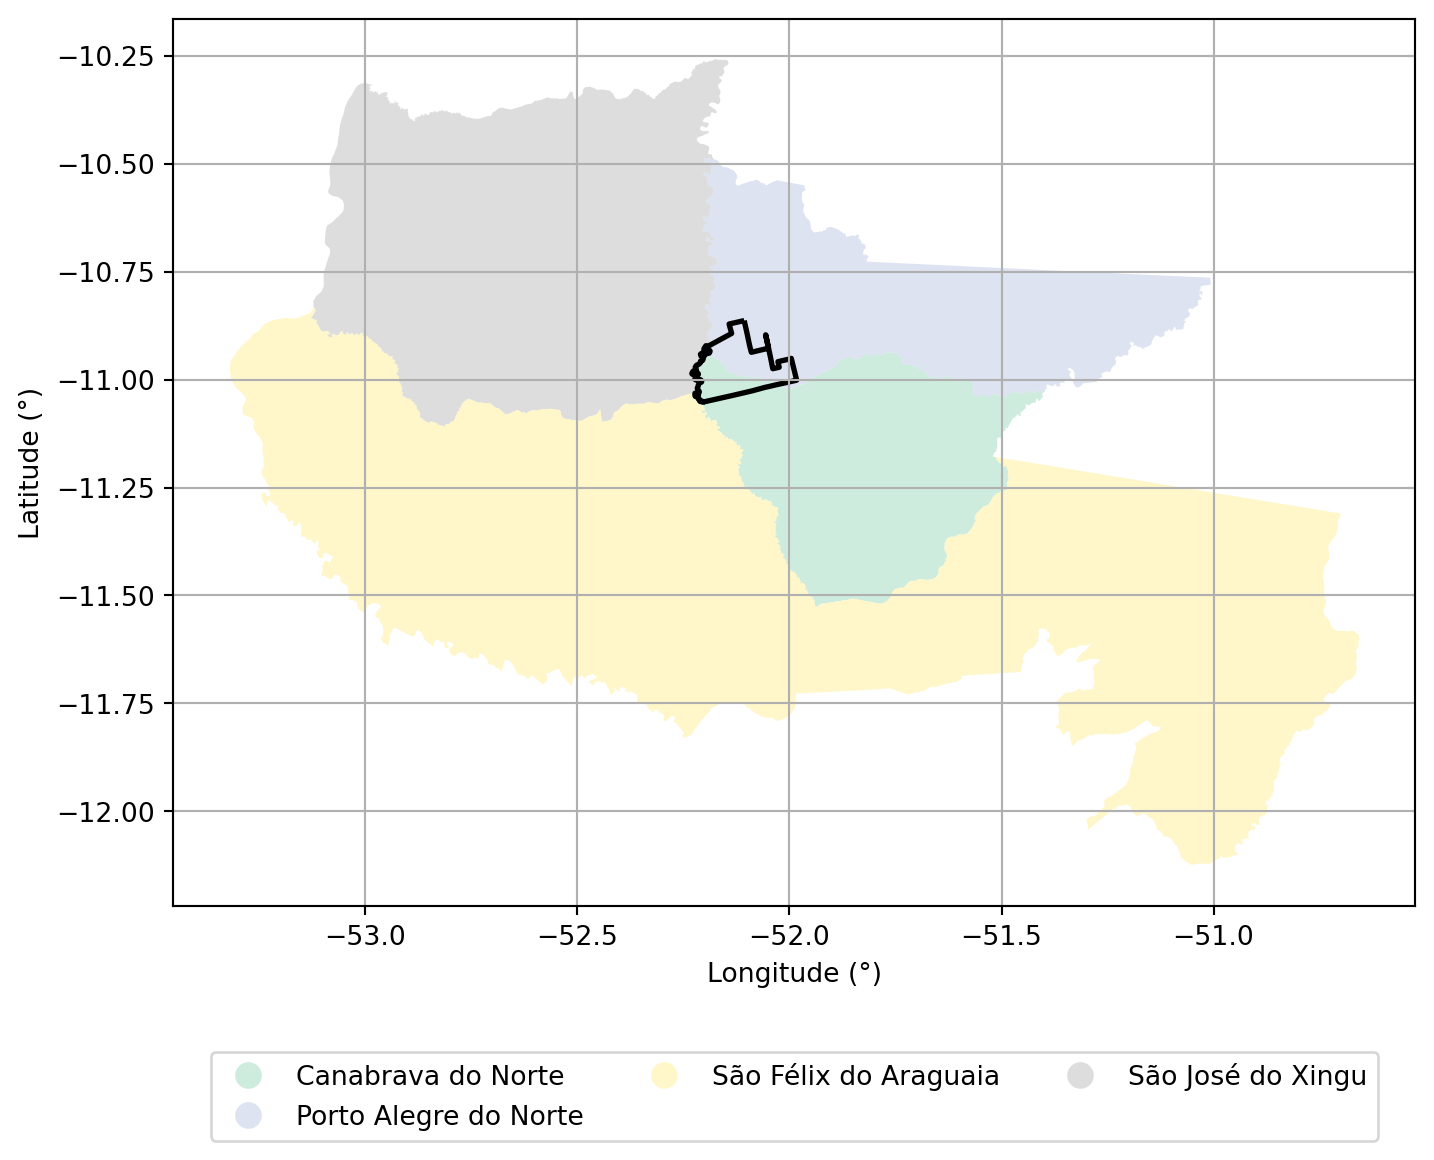 −10.25
−10.50
−10.75
−11.00
−11.25
−11.50
−11.75
−12.00
Latitude (°)
−53.0 −52.5 −52.0 −51.5 −51.0
Longitude (°)
Canabrava do Norte São Félix do Araguaia São José do Xingu
Porto Alegre do Norte